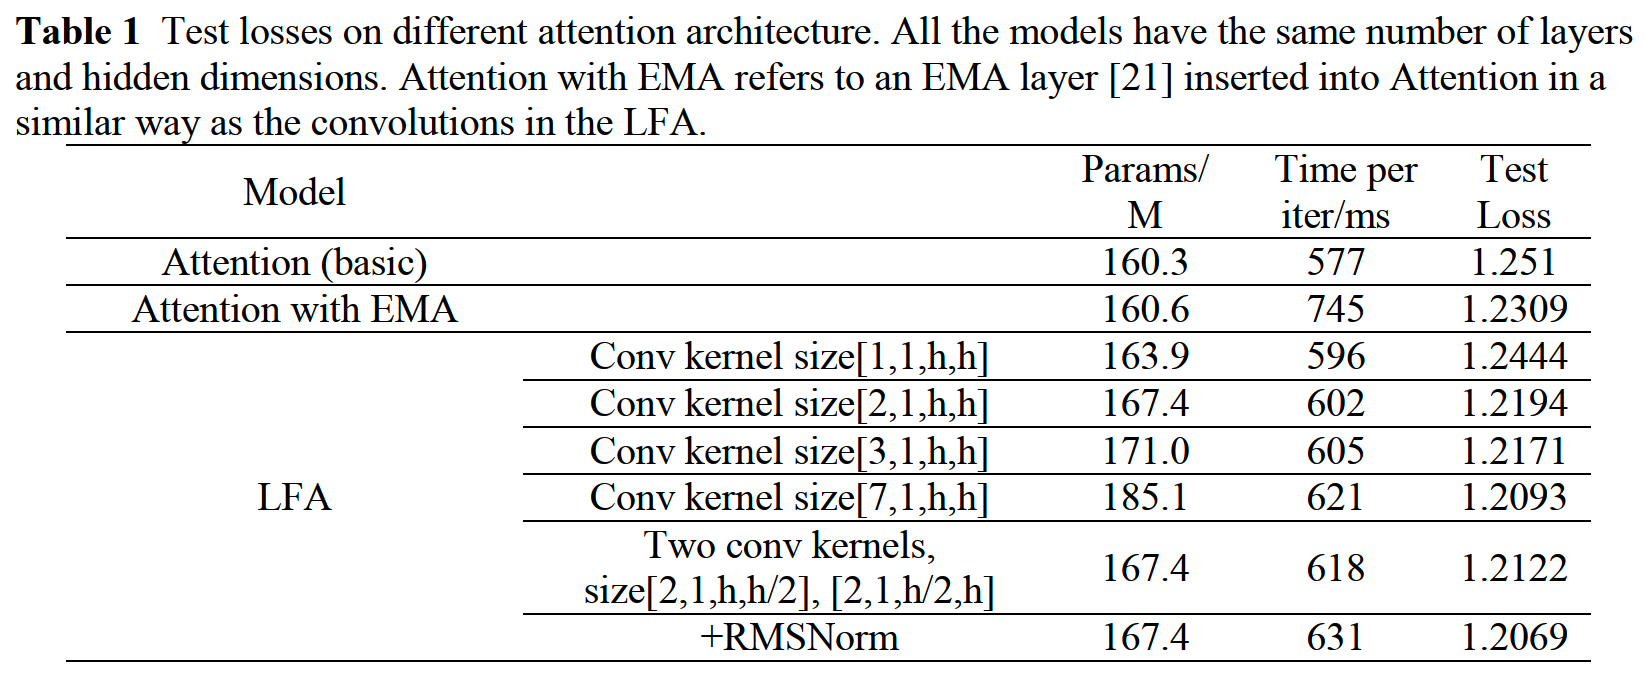 Table 1 Test losses on different attention architecture. All the models have the same number of layers
and hidden dimensions. Attention with EMA refers to an EMA layer [21] inserted into Attention in a
similar way as the convolutions in the LFA.
Model Params/ Time per Test
M iter/ms Loss
Attention (basic) 160.3 577 1.251
Attention with EMA 160.6 745 1.2309
LFA
Conv kernel size[1,1,h,h] 163.9 596 1.2444
Conv kernel size[2,1,h,h] 167.4 602 1.2194
Conv kernel size[3,1,h,h] 171.0 605 1.2171
Conv kernel size[7,1,h,h] 185.1 621 1.2093
Two conv kernels,
size[2,1,h,h/2], [2,1,h/2,h] 167.4 618 1.2122
+RMSNorm 167.4 631 1.2069